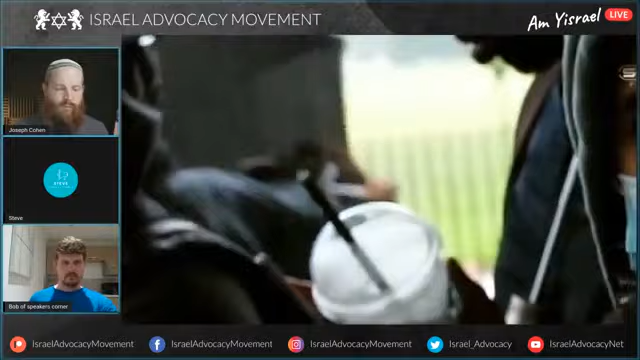 ISRAEL ADVOCACY MOVEMENT
Am Yisrael LIVE
Joseph Cohen
STEVE
Steve
Bob of speakers corner
IsraelAdvocacyMovement
IsraelAdvocacyMovement
IsraelAdvocacyMovement
Israel_Advocacy
IsraelAdvocacyNet